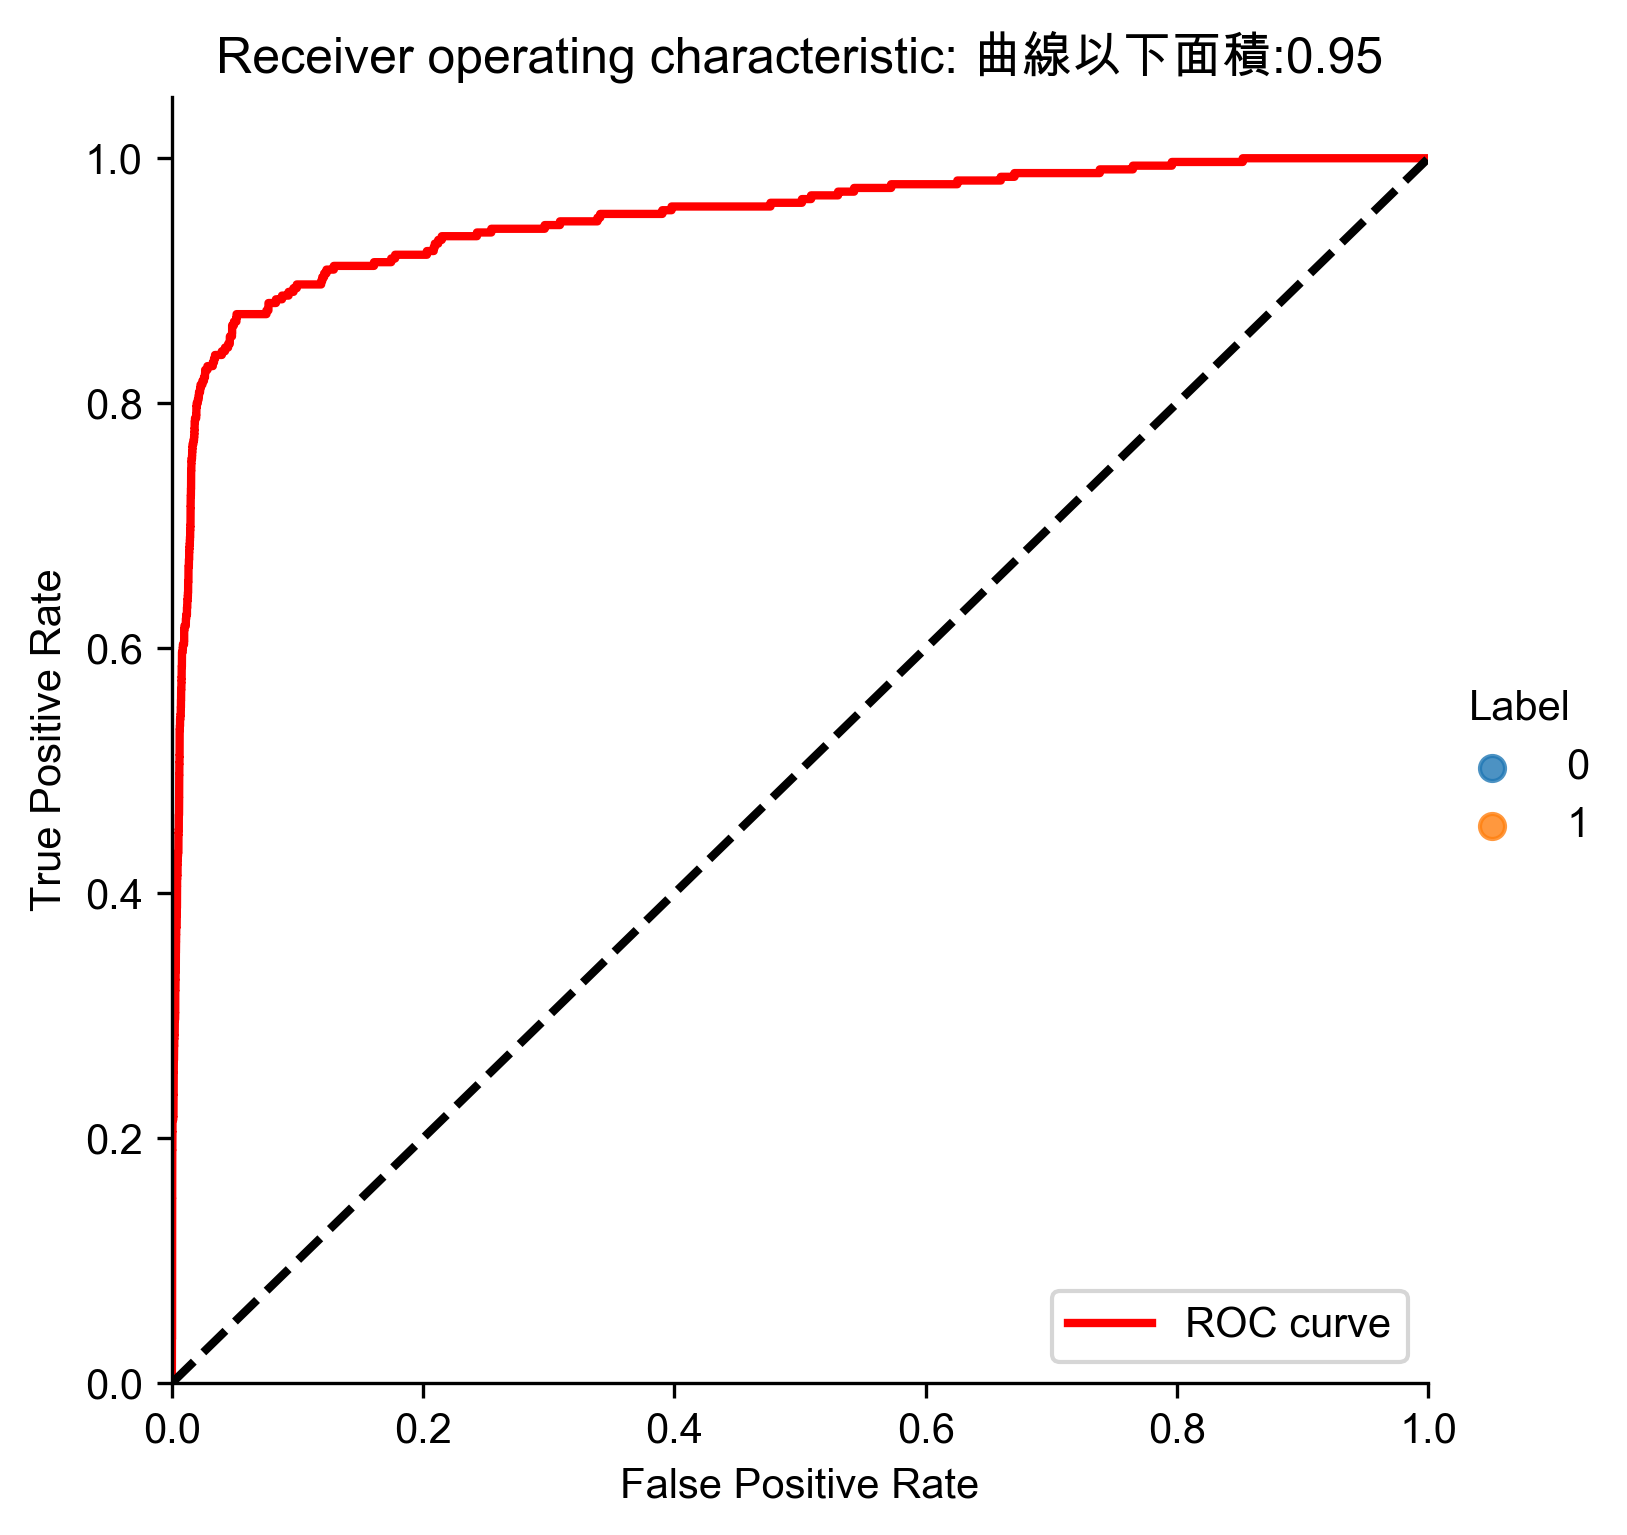 Receiver operating characteristic: 曲線以下面積:0.95
1.0
0.8
0.6
0.4
0.2
0.0
True Positive Rate
0.0 0.2 0.4 0.6 0.8 1.0
False Positive Rate
ROC curve
Label
0
1